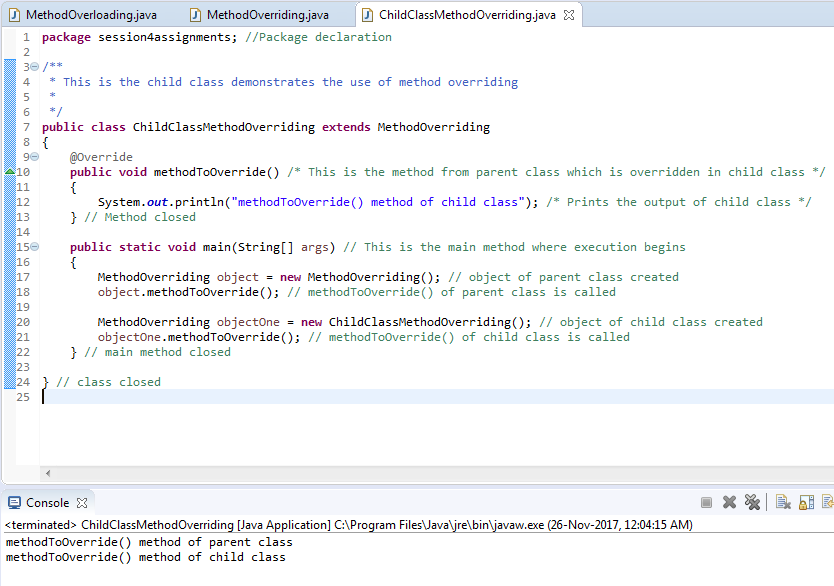 MethodOverloading.java MethodOverriding.java ChildClassMethodOverriding.java
1 package session4assignments; //Package declaration
2
3 /**
4  * This is the child class demonstrates the use of method overriding
5  *
6  */
7 public class ChildClassMethodOverriding extends MethodOverriding
8 {
9     @Override
10     public void methodToOverride() /* This is the method from parent class which is overridden in child class */
11     {
12         System.out.println("methodToOverride() method of child class"); /* Prints the output of child class */
13     } // Method closed
14
15     public static void main(String[] args) // This is the main method where execution begins
16     {
17         MethodOverriding object = new MethodOverriding(); // object of parent class created
18         object.methodToOverride(); // methodToOverride() of parent class is called
19
20         MethodOverriding objectOne = new ChildClassMethodOverriding(); // object of child class created
21         objectOne.methodToOverride(); // methodToOverride() of child class is called
22     } // main method closed
23
24 } // class closed
25
Console
<terminated> ChildClassMethodOverriding [Java Application] C:\Program Files\Java\jre\bin\javaw.exe (26-Nov-2017, 12:04:15 AM)
methodToOverride() method of parent class
methodToOverride() method of child class